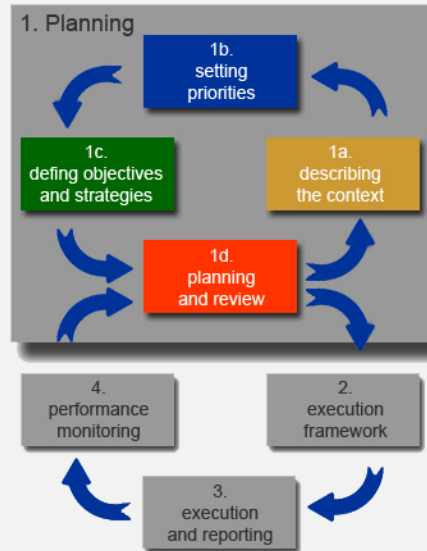 1. Planning
1b.
setting
priorities
1c.
defing objectives
and strategies
1a.
describing
the context
1d.
planning
and review
4.
performance
monitoring
2.
execution
framework
3.
execution
and reporting